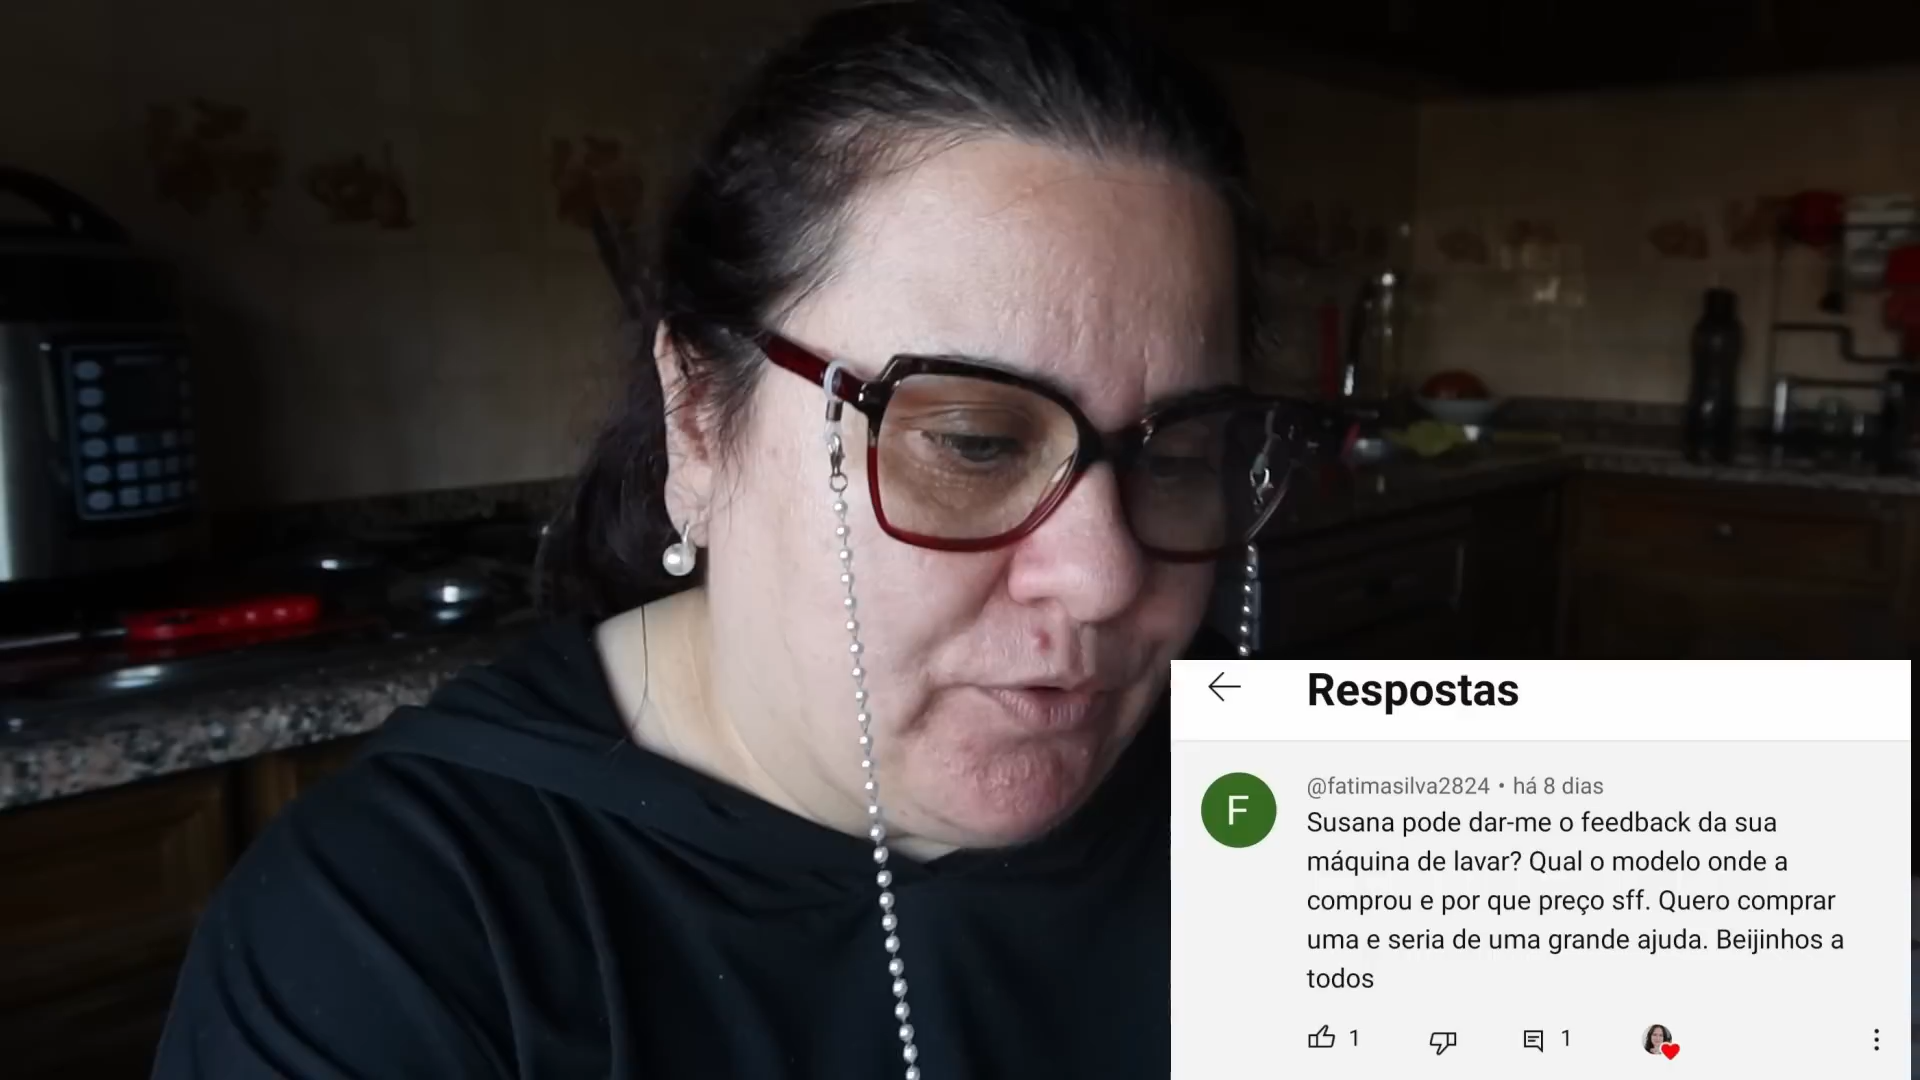 Respostas
F
@fatimasilva2824 • há 8 dias
Susana pode dar-me o feedback da sua
máquina de lavar? Qual o modelo onde a
comprou e por que preço sff. Quero comprar
uma e seria de uma grande ajuda. Beijinhos a
todos
1
1